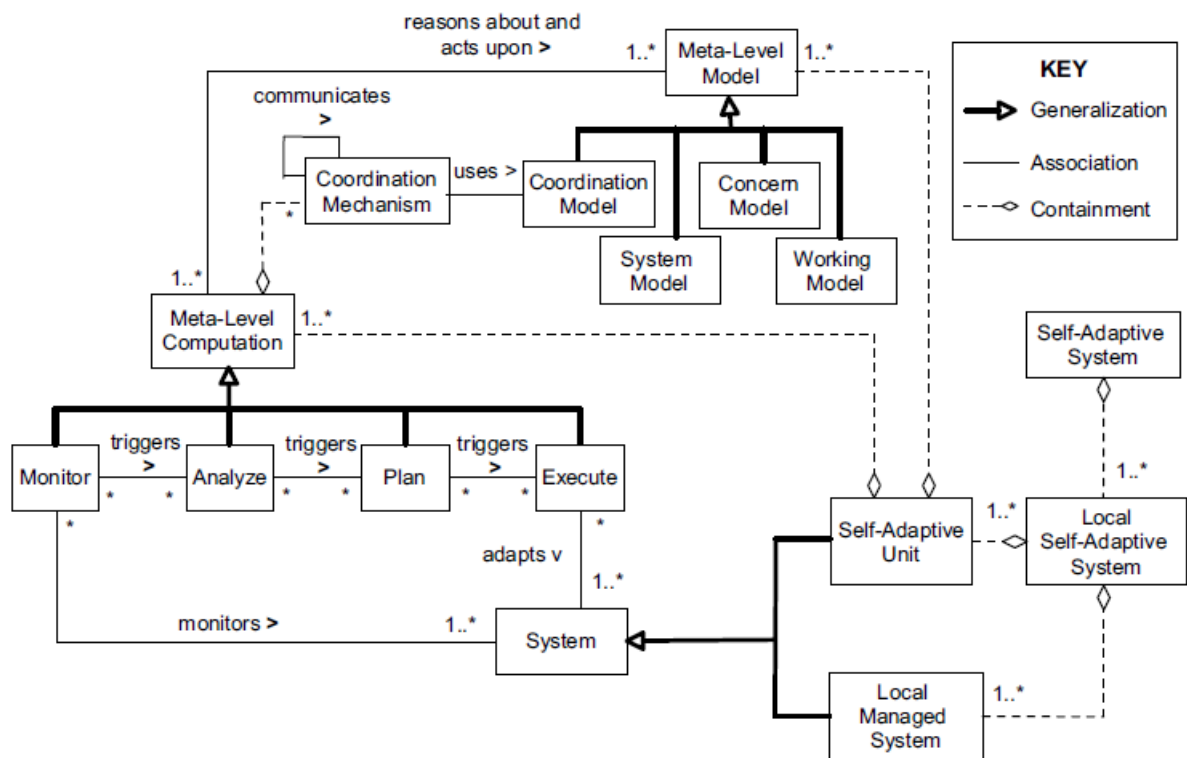 reasons about and
acts upon >
1..*
Meta-Level
Model
1..*
KEY
Generalization
Association
Containment
communicates
>
Coordination
Mechanism
uses >
Coordination
Model
Concern
Model
*
System
Model
Working
Model
1..*
Meta-Level
Computation
1..*
Self-Adaptive
System
triggers
>
triggers
>
triggers
>
Monitor
Analyze
Plan
Execute
*
*
*
*
*
*
1..*
*
*
Self-Adaptive
Unit
1..*
Local
Self-Adaptive
System
adapts v
1..*
monitors >
1..*
System
1..*
Local
Managed
System